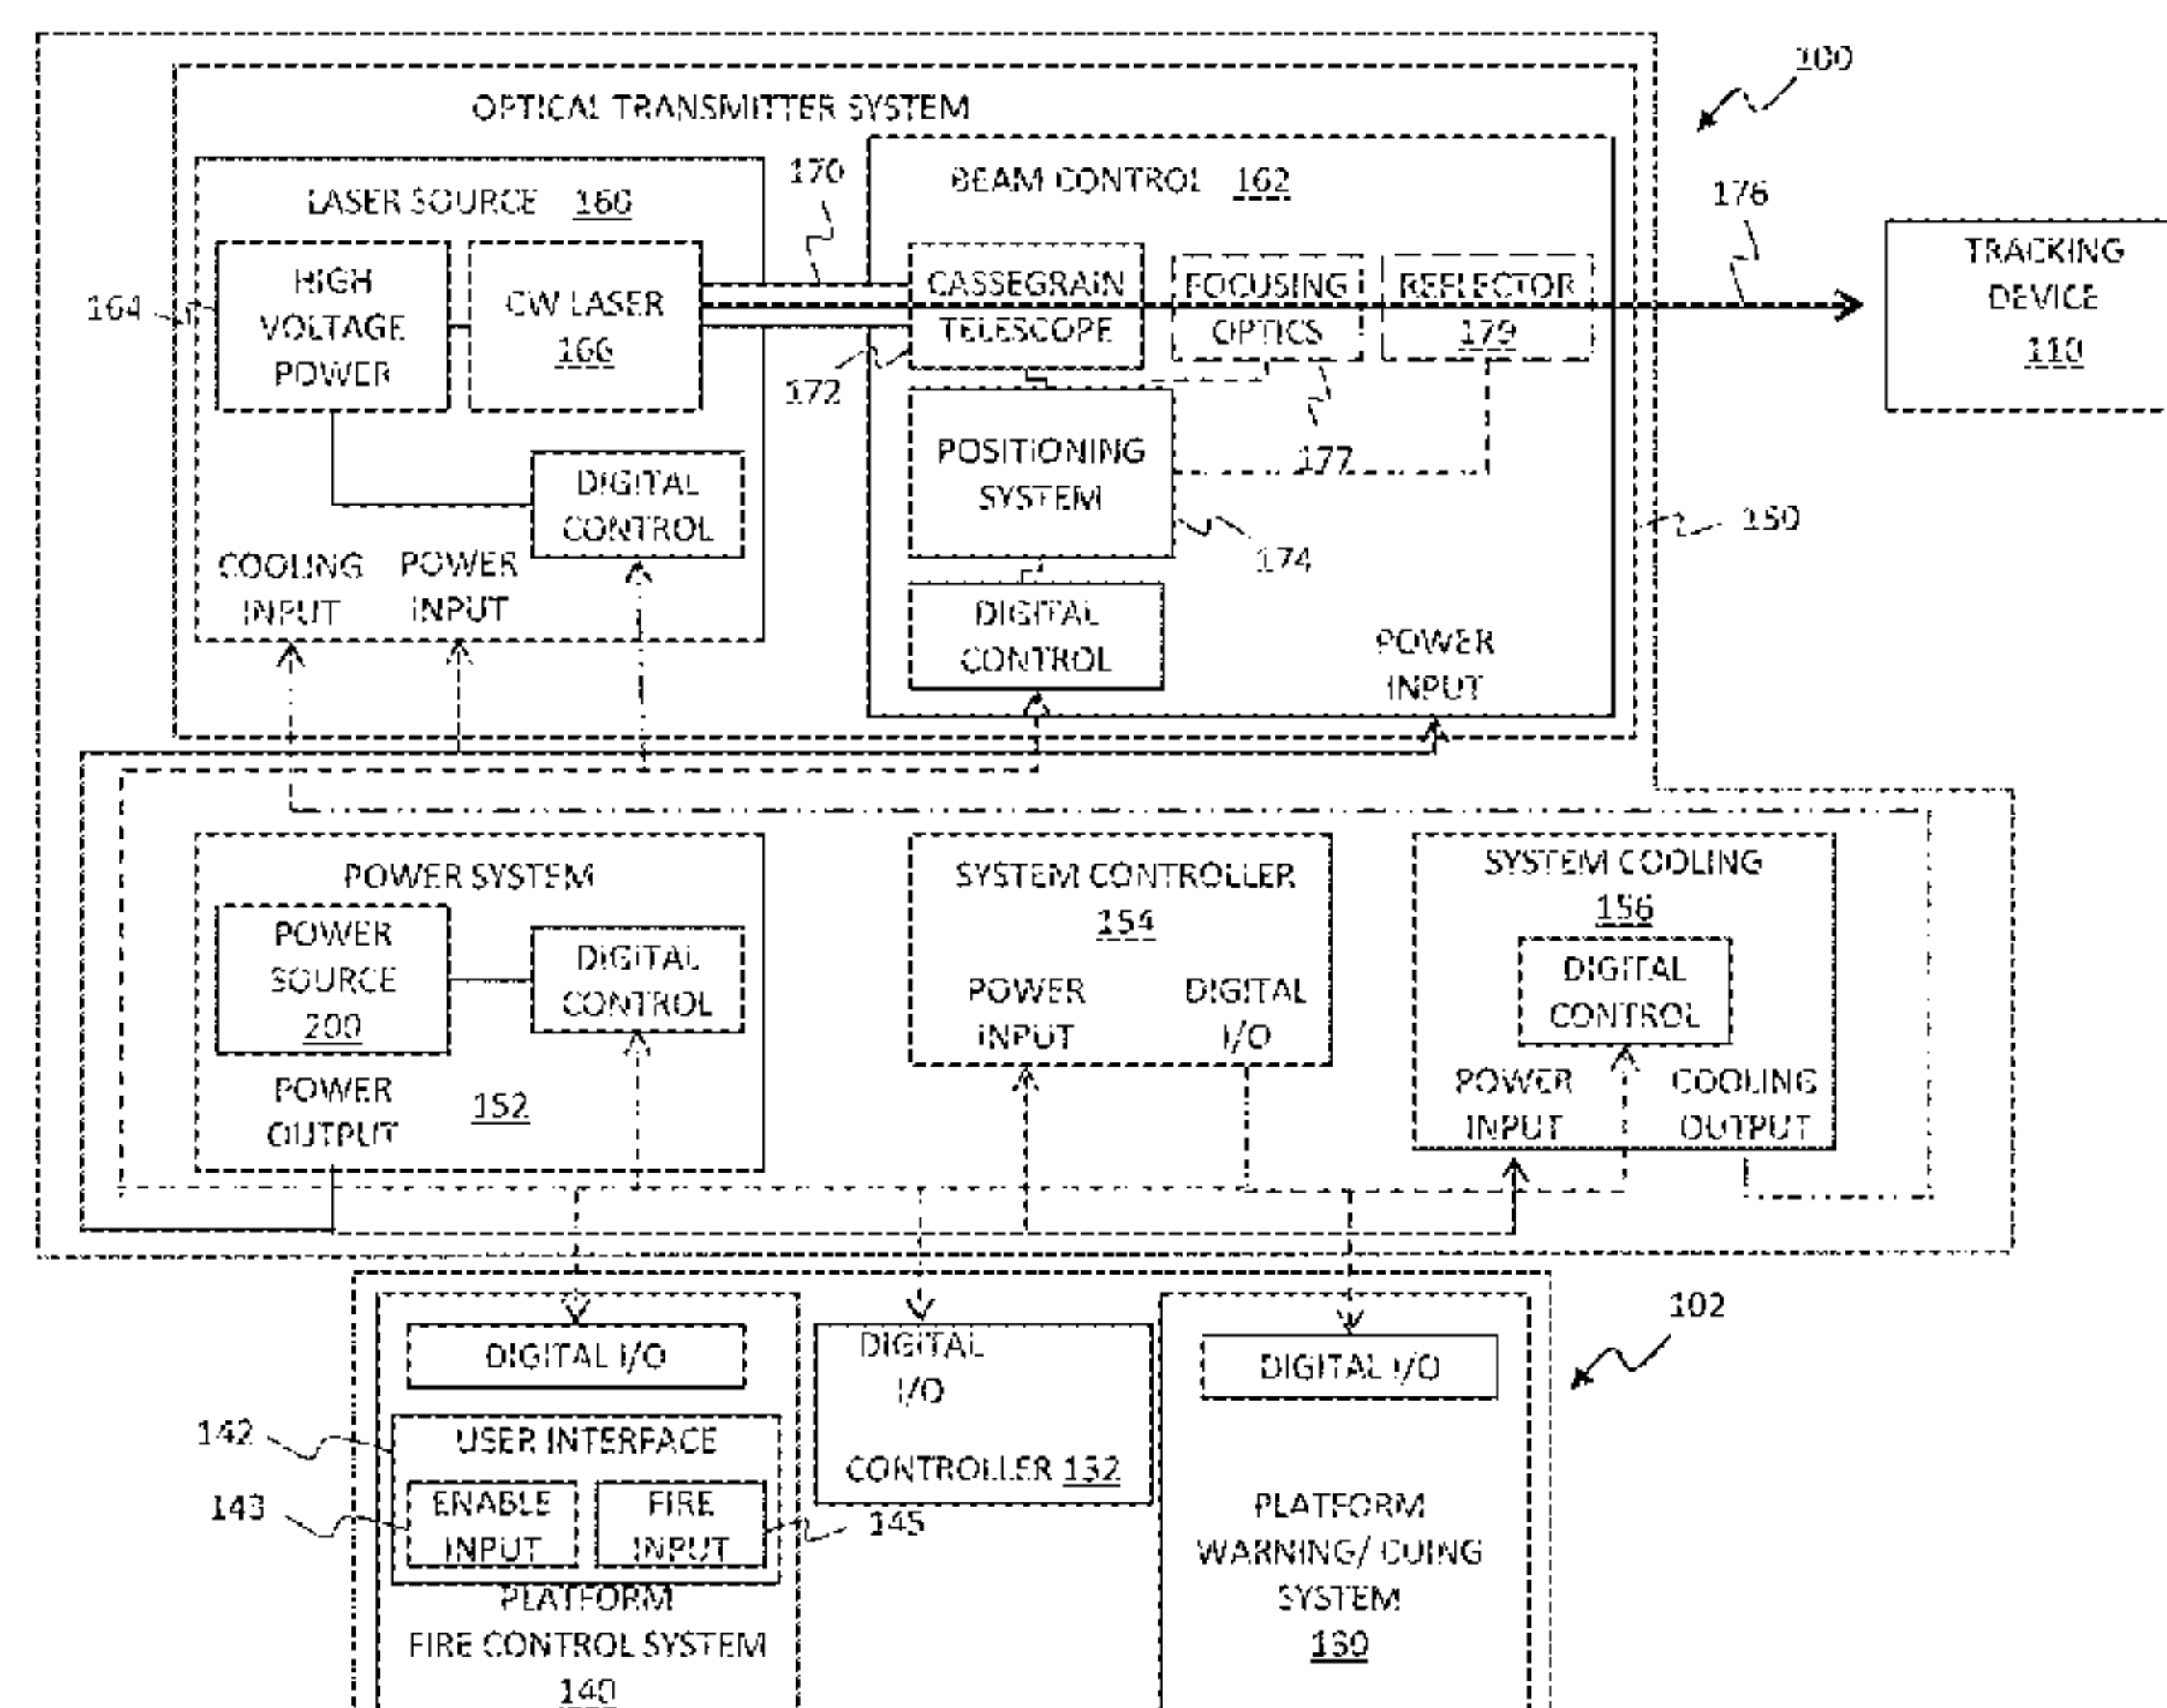 100
OPTICAL TRANSMITTER SYSTEM
LASER SOURCE 160
170
BEAM CONTROL 162
176
164
HIGH
VOLTAGE
POWER
CW LASER
166
CASSEGRAIN
TELESCOPE
172
FOCUSING
OPTICS
177
REFLECTOR
179
TRACKING
DEVICE
110
POSITIONING
SYSTEM
174
150
DIGITAL
CONTROL
COOLING
INPUT
POWER
INPUT
DIGITAL
CONTROL
POWER
INPUT
POWER SYSTEM
POWER
SOURCE
200
DIGITAL
CONTROL
POWER
OUTPUT
152
SYSTEM CONTROLLER
154
POWER
INPUT
DIGITAL
I/O
SYSTEM COOLING
156
DIGITAL
CONTROL
POWER
INPUT
COOLING
OUTPUT
102
DIGITAL I/O
142
USER INTERFACE
143
ENABLE
INPUT
FIRE
INPUT
145
PLATFORM
FIRE CONTROL SYSTEM
140
DIGITAL
I/O
CONTROLLER 132
DIGITAL I/O
PLATFORM
WARNING/ CUING
SYSTEM
130